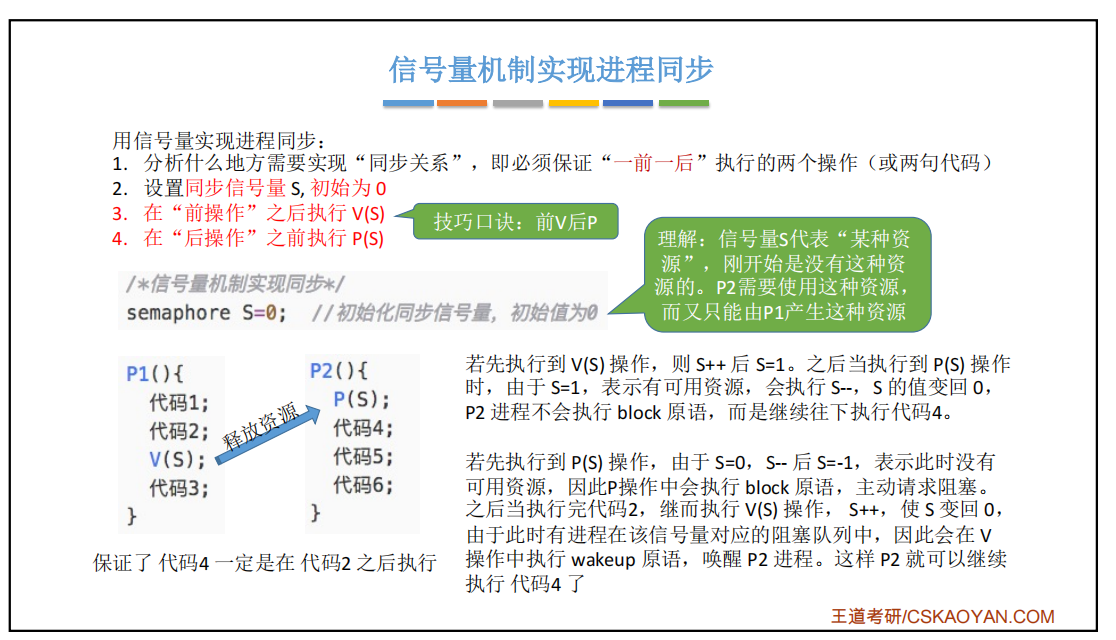 信号量机制实现进程同步
用信号量实现进程同步：
1. 分析什么地方需要实现“同步关系”，即必须保证“一前一后”执行的两个操作（或两句代码）
2. 设置同步信号量 S, 初始为 0
3. 在“前操作”之后执行 V(S)
4. 在“后操作”之前执行 P(S)
技巧口诀：前V后P
理解：信号量S代表“某种资
源”，刚开始是没有这种资
源的。P2需要使用这种资源，
而又只能由P1产生这种资源
/*信号量机制实现同步*/
semaphore S=0; //初始化同步信号量，初始值为0
P1(){
代码1;
代码2;
V(S);
代码3;
}
释放资源
P2(){
P(S);
代码4;
代码5;
代码6;
}
保证了 代码4 一定是在 代码2 之后执行
若先执行到 V(S) 操作，则 S++ 后 S=1。之后当执行到 P(S) 操作
时，由于 S=1，表示有可用资源，会执行 S--，S 的值变回 0，
P2 进程不会执行 block 原语，而是继续往下执行代码4。
若先执行到 P(S) 操作，由于 S=0，S-- 后 S=-1，表示此时没有
可用资源，因此P操作中会执行 block 原语，主动请求阻塞。
之后当执行完代码2，继而执行 V(S) 操作， S++，使 S 变回 0，
由于此时有进程在该信号量对应的阻塞队列中，因此会在 V
操作中执行 wakeup 原语，唤醒 P2 进程。这样 P2 就可以继续
执行 代码4 了
王道考研/CSKAOYAN.COM